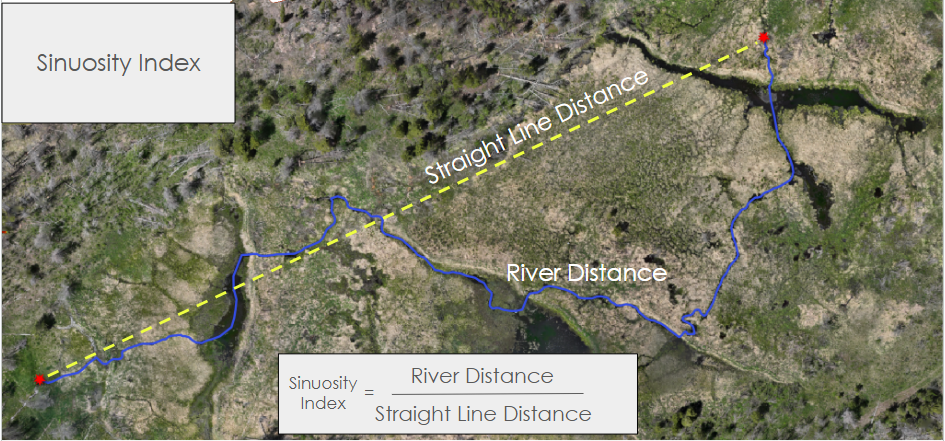 Sinuosity Index
Straight Line Distance
River Distance
Sinuosity
Index
=
River Distance
Straight Line Distance